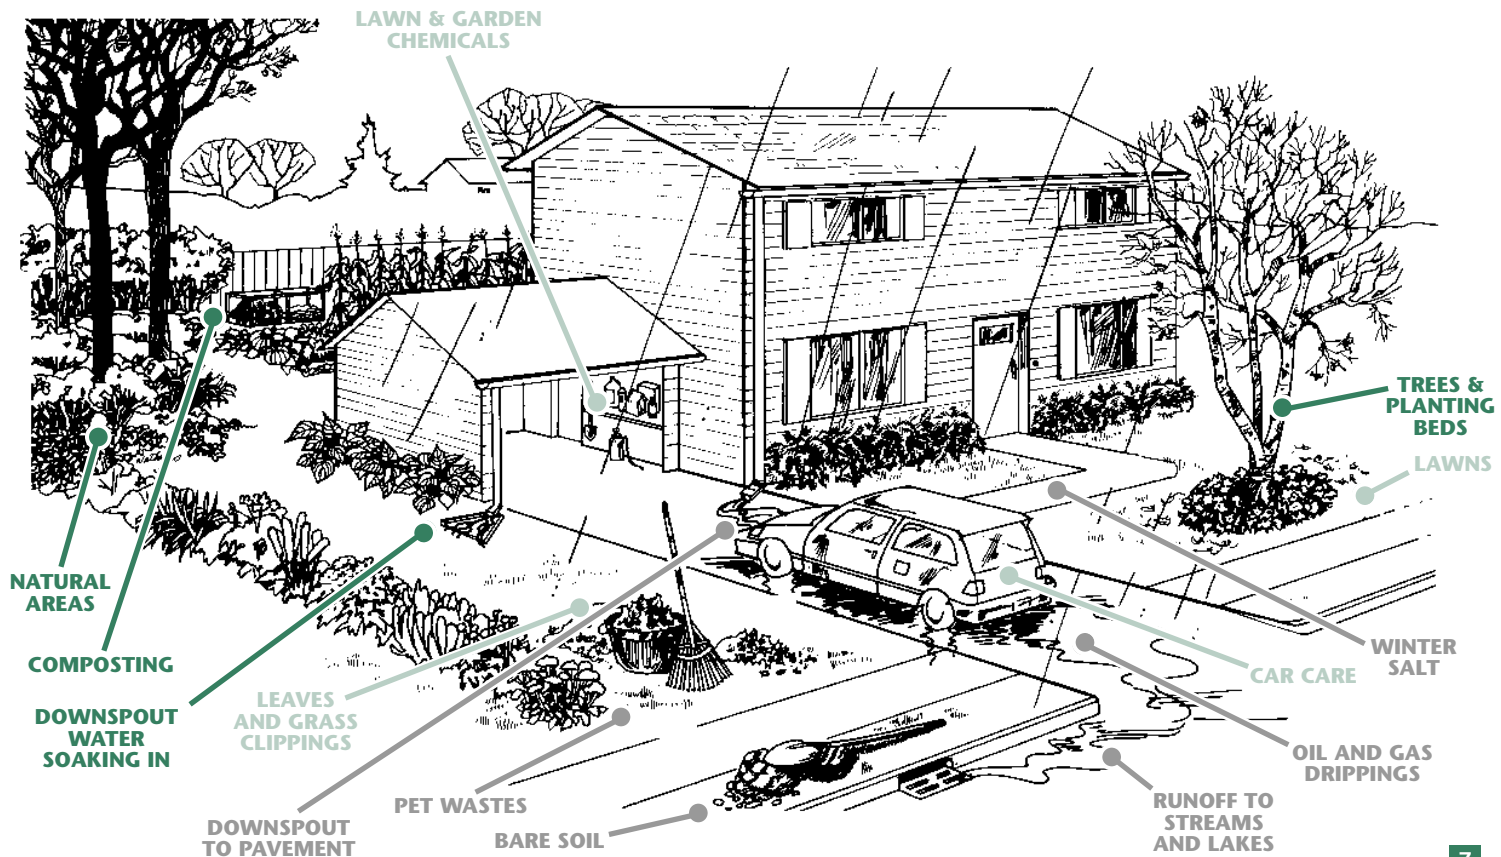 LAWN & GARDEN
CHEMICALS
TREES &
PLANTING
BEDS
LAWNS
NATURAL
AREAS
COMPOSTING
WINTER
SALT
CAR CARE
LEAVES
AND GRASS
CLIPPINGS
DOWNSPOUT
WATER
SOAKING IN
OIL AND GAS
DRIPPINGS
PET WASTES
RUNOFF TO
STREAMS
AND LAKES
BARE SOIL
DOWNSPOUT
TO PAVEMENT
7